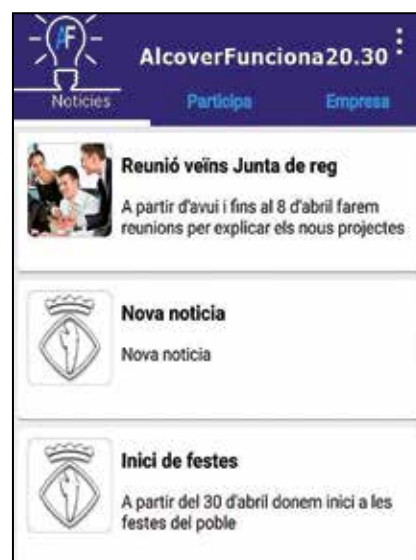 AF
AlcoverFunciona20.30
Notícies
Participa
Empresa
Reunió veïns Junta de reg
A partir d'avui i fins al 8 d'abril farem
reunions per explicar els nous projectes
Nova noticia
Nova noticia
Inici de festes
A partir del 30 d'abril donem inici a les
festes del poble